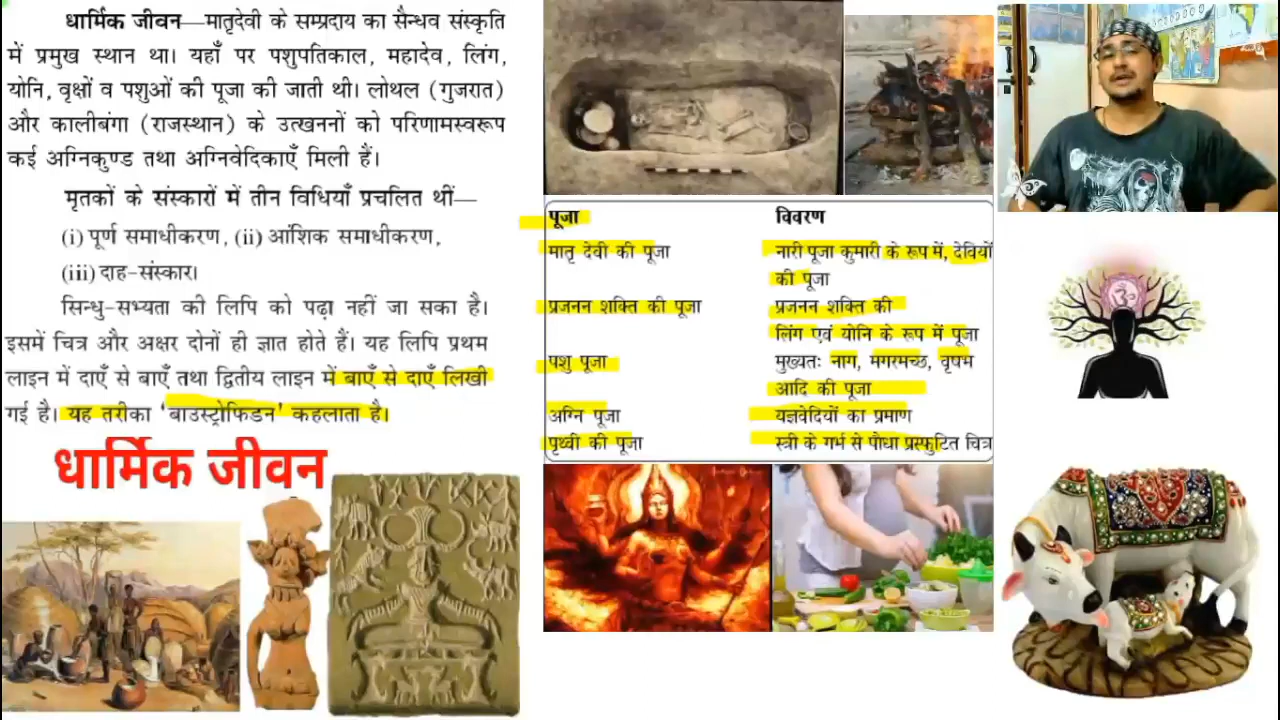 धार्मिक जीवन—मातृदेवी के सम्प्रदाय का सैन्धव संस्कृति
में प्रमुख स्थान था। यहाँ पर पशुपतिकाल, महादेव, लिंग,
योनि, वृक्षों व पशुओं की पूजा की जाती थी। लोथल (गुजरात)
और कालीबंगा (राजस्थान) के उत्खननों को परिणामस्वरूप
कई अग्निकुण्ड तथा अग्निवेदिकाएँ मिली हैं।
मृतकों के संस्कारों में तीन विधियाँ प्रचलित थीं—
(i) पूर्ण समाधीकरण, (ii) आंशिक समाधीकरण,
(iii) दाह-संस्कार।
सिन्धु-सभ्यता की लिपि को पढ़ा नहीं जा सका है।
इसमें चित्र और अक्षर दोनों ही ज्ञात होते हैं। यह लिपि प्रथम
लाइन में दाएँ से बाएँ तथा द्वितीय लाइन में बाएँ से दाएँ लिखी
गई है। यह तरीका 'बाउस्ट्रोफिडन' कहलाता है।
धार्मिक जीवन
पूजा विवरण
मातृ देवी की पूजा नारी पूजा कुमारी के रूप में, देवियों
की पूजा
प्रजनन शक्ति की पूजा प्रजनन शक्ति की
लिंग एवं योनि के रूप में पूजा
पशु पूजा मुख्यतः नाग, मगरमच्छ, वृषभ
आदि की पूजा
अग्नि पूजा यज्ञवेदियों का प्रमाण
पृथ्वी की पूजा स्त्री के गर्भ से पौधा प्रस्फुटित चित्र
ॐ